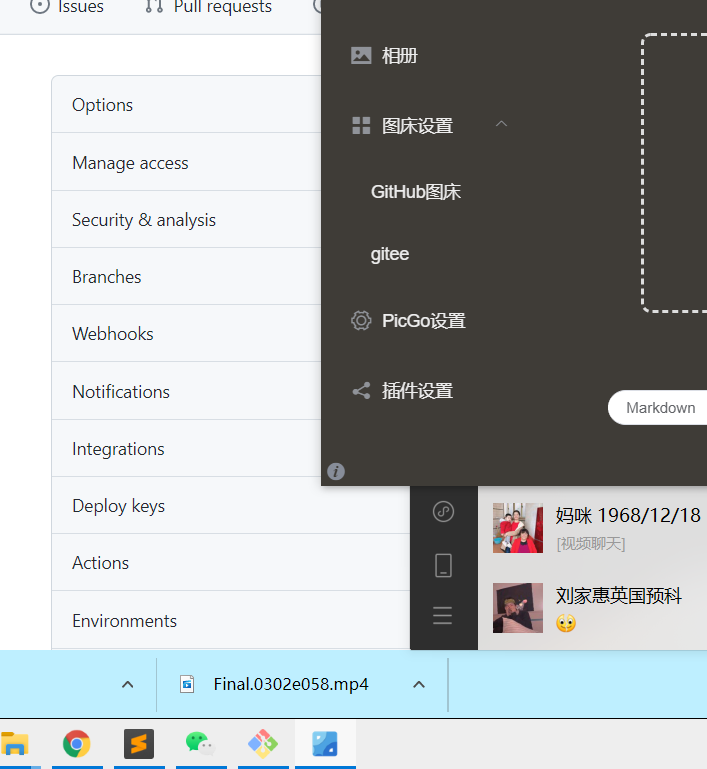 Issues
Pull requests
Options
Manage access
Security & analysis
Branches
Webhooks
Notifications
Integrations
Deploy keys
Actions
Environments
相册
图床设置
GitHub图床
gitee
PicGo设置
插件设置
Markdown
妈咪 1968/12/18
[视频聊天]
刘家惠英国预科
Final.0302e058.mp4